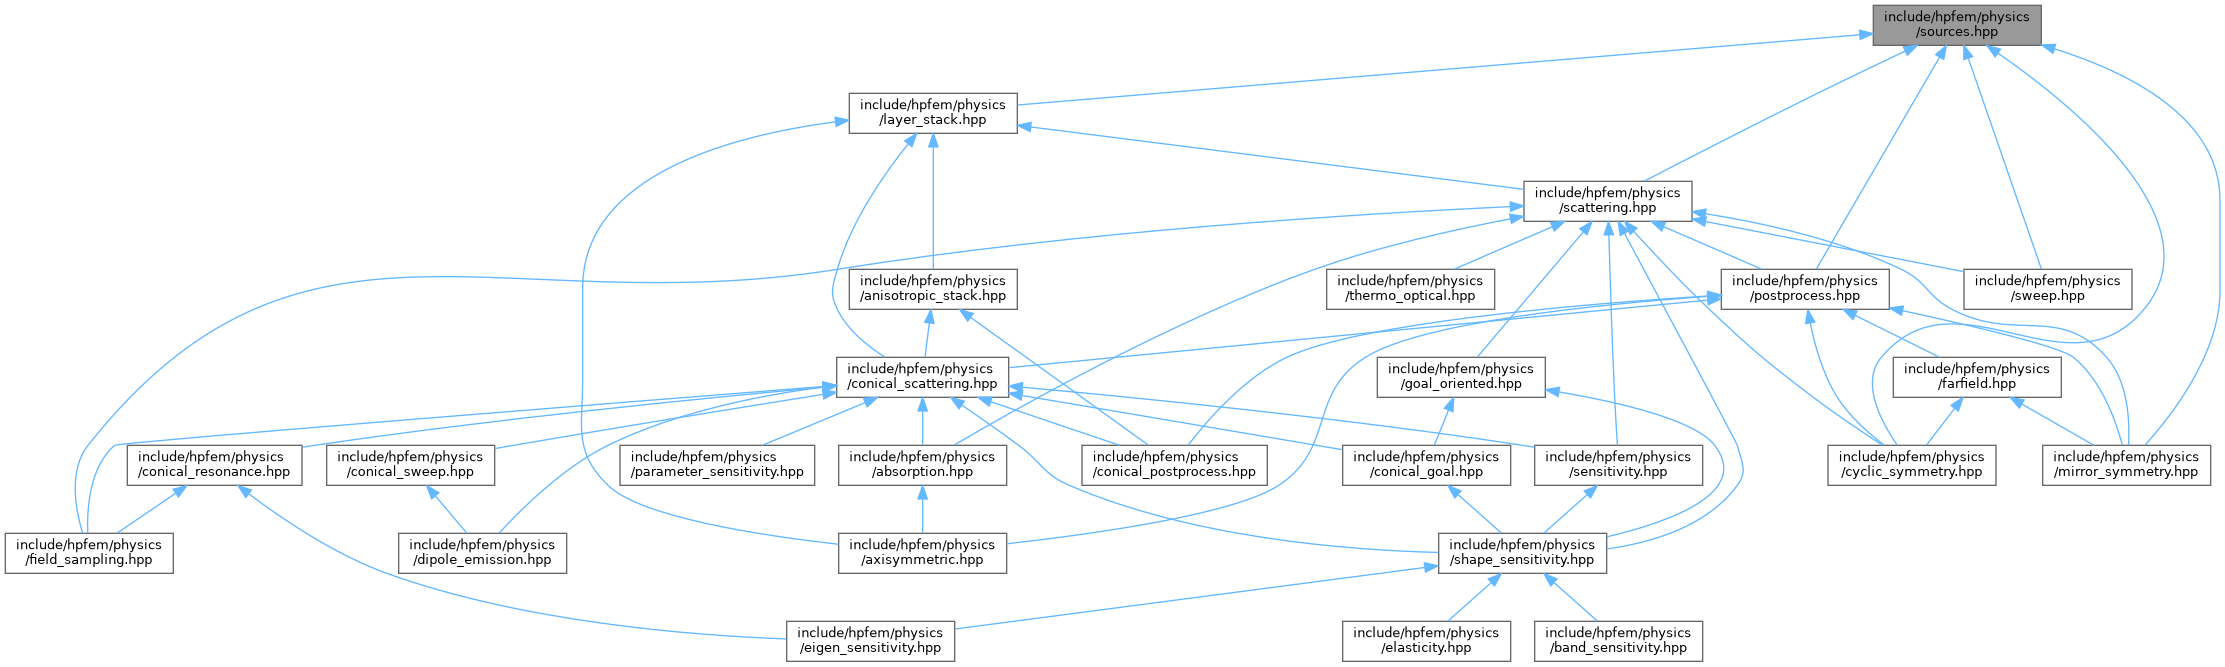 include/hpfem/physics
/sources.hpp
include/hpfem/physics
/layer_stack.hpp
include/hpfem/physics
/scattering.hpp
include/hpfem/physics
/anisotropic_stack.hpp
include/hpfem/physics
/thermo_optical.hpp
include/hpfem/physics
/postprocess.hpp
include/hpfem/physics
/sweep.hpp
include/hpfem/physics
/conical_scattering.hpp
include/hpfem/physics
/goal_oriented.hpp
include/hpfem/physics
/farfield.hpp
include/hpfem/physics
/conical_resonance.hpp
include/hpfem/physics
/conical_sweep.hpp
include/hpfem/physics
/parameter_sensitivity.hpp
include/hpfem/physics
/absorption.hpp
include/hpfem/physics
/conical_postprocess.hpp
include/hpfem/physics
/conical_goal.hpp
include/hpfem/physics
/sensitivity.hpp
include/hpfem/physics
/cyclic_symmetry.hpp
include/hpfem/physics
/mirror_symmetry.hpp
include/hpfem/physics
/field_sampling.hpp
include/hpfem/physics
/dipole_emission.hpp
include/hpfem/physics
/axisymmetric.hpp
include/hpfem/physics
/shape_sensitivity.hpp
include/hpfem/physics
/eigen_sensitivity.hpp
include/hpfem/physics
/elasticity.hpp
include/hpfem/physics
/band_sensitivity.hpp